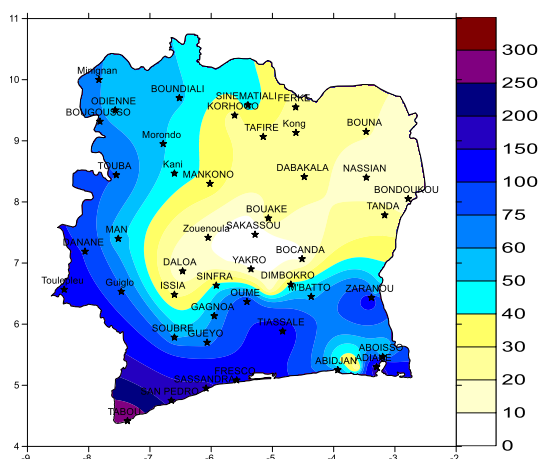 11
10
9
8
7
6
5
4
-9
-8
-7
-6
-5
-4
-3
-2
300
250
200
150
100
75
60
50
40
30
20
10
0
Minignan
ODIENNE
BOUGOUSSO
BOUNDIALI
SINEMATIALI
FERKE
KORHOGO
TAFIRE
Kong
BOUNA
Morondo
TOUBA
Kani
MANKONO
DABAKALA
NASSIAN
BONDOUKOU
TANDA
BOUAKE
SAKASSOU
Zouenoula
MAN
DANANE
BOCANDA
YAKRO
DALOA
SINFRA
DIMBOKRO
M'BATTO
ZARANOU
Guiglo
ISSIA
OUME
GAGNOA
TIASSALE
SOUBRE
GUEYO
ABOISSO
ADIAKE
ABIDJAN
FRESCO
SASSANDRA
SAN PEDRO
TABOU